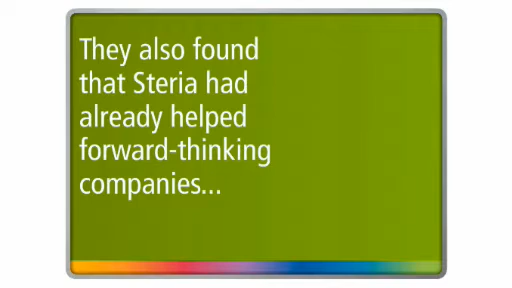 They also found
that Steria had
already helped
forward-thinking
companies...